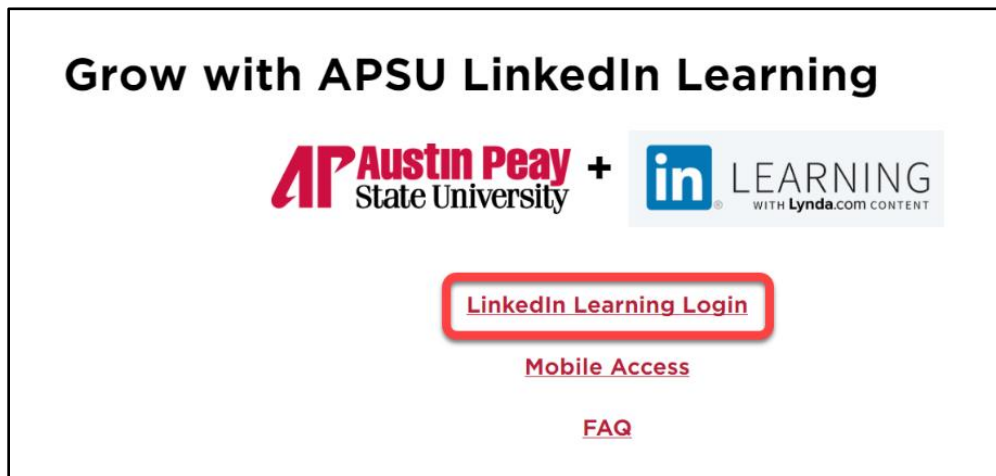 Grow with APSU LinkedIn Learning
AP Austin Peay State University + in® LEARNING WITH Lynda.com CONTENT
LinkedIn Learning Login
Mobile Access
FAQ